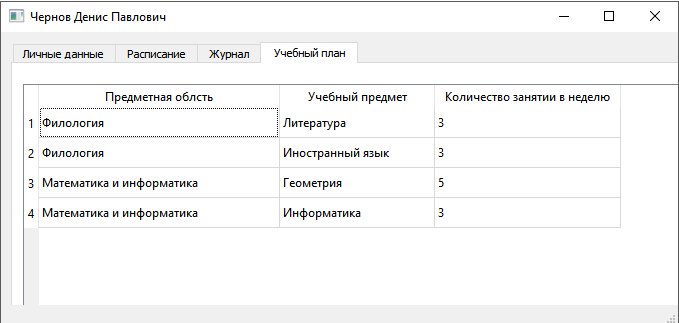 Чернов Денис Павлович
Личные данные Расписание Журнал Учебный план
Предметная облсть Учебный предмет Количество занятии в неделю
1 Филология Литература 3
2 Филология Иностранный язык 3
3 Математика и информатика Геометрия 5
4 Математика и информатика Информатика 3